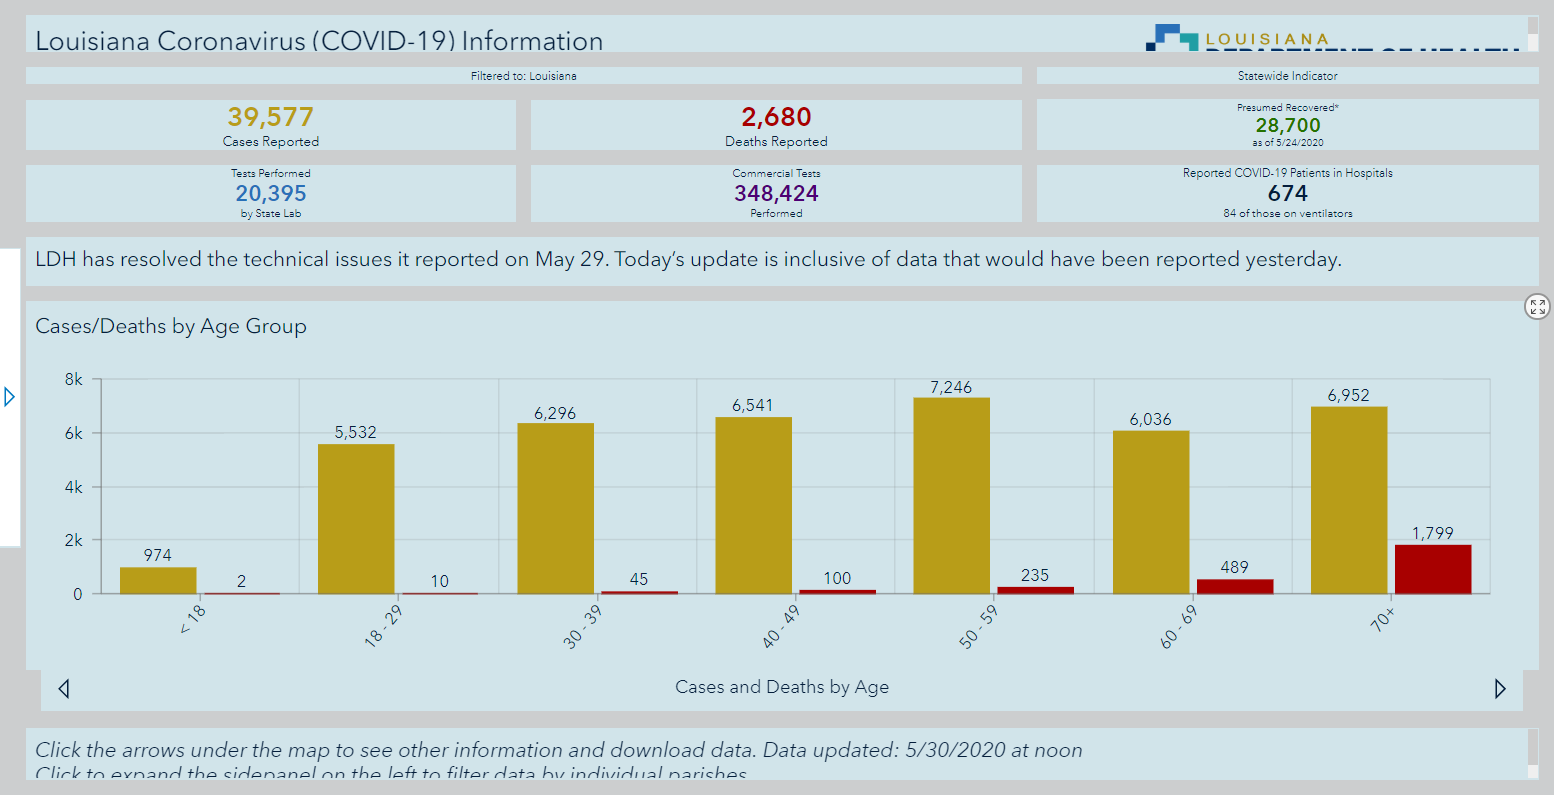 Louisiana Coronavirus (COVID-19) Information
LOUISIANA
DEPARTMENT OF HEALTH
Filtered to: Louisiana
Statewide Indicator
39,577
Cases Reported
2,680
Deaths Reported
Presumed Recovered*
28,700
as of 5/24/2020
Tests Performed
20,395
by State Lab
Commercial Tests
348,424
Performed
Reported COVID-19 Patients in Hospitals
674
84 of those on ventilators
LDH has resolved the technical issues it reported on May 29. Today's update is inclusive of data that would have been reported yesterday.
Cases/Deaths by Age Group
8k
6k
4k
2k
0
974
2
5,532
10
6,296
45
6,541
100
7,246
235
6,036
489
6,952
1,799
< 18
18 - 29
30 - 39
40 - 49
50 - 59
60 - 69
70+
Cases and Deaths by Age
Click the arrows under the map to see other information and download data. Data updated: 5/30/2020 at noon
Click to expand the sidepanel on the left to filter data by individual parishes